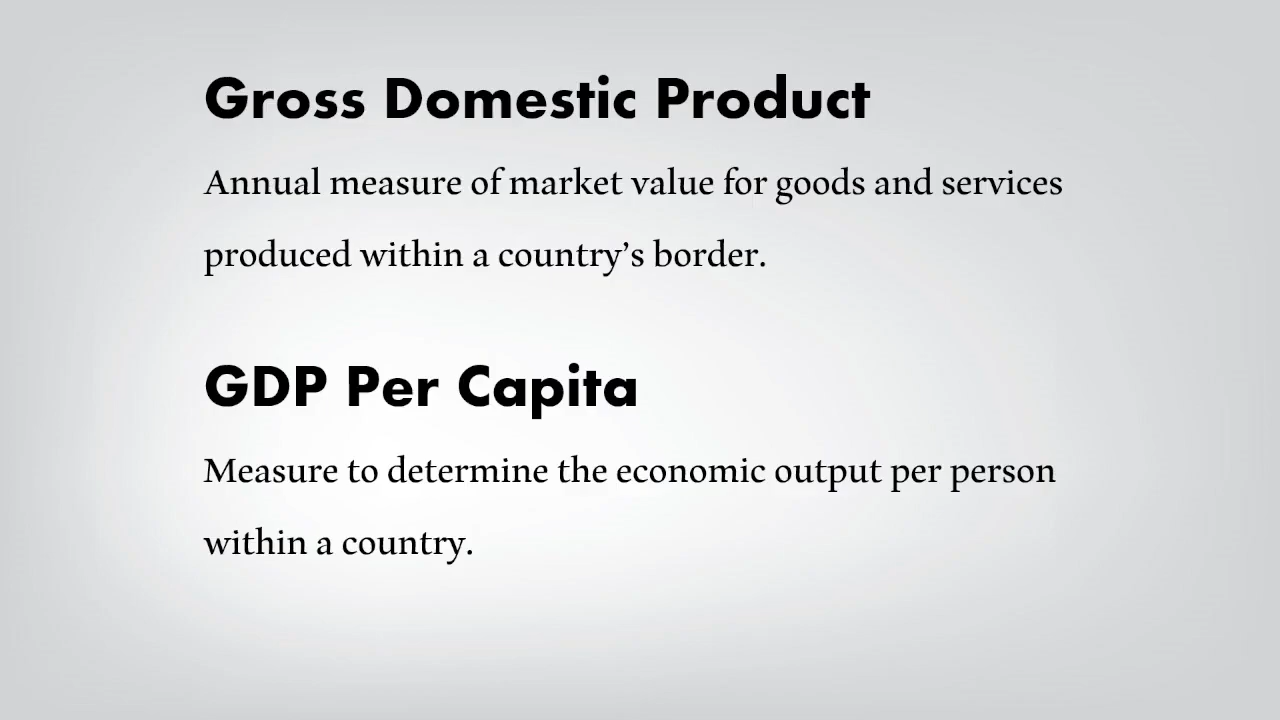 Gross Domestic Product
Annual measure of market value for goods and services
produced within a country’s border.
GDP Per Capita
Measure to determine the economic output per person
within a country.